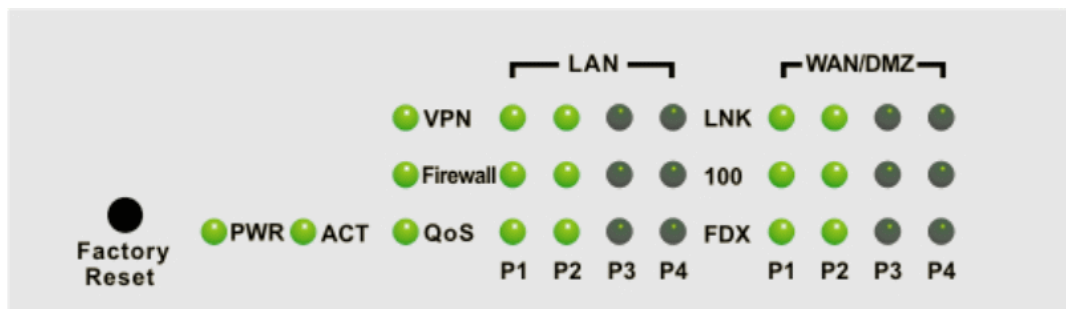 LAN WAN/DMZ
VPN LNK
Firewall 100
PWR ACT QoS FDX
Factory
Reset
P1 P2 P3 P4 P1 P2 P3 P4